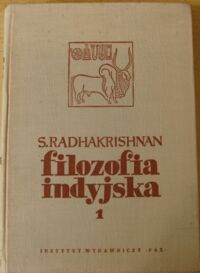 S. RADHAKRISHNAN
filozofia
indyjska
1
INSTYTUT WYDAWNICZY •PAX•